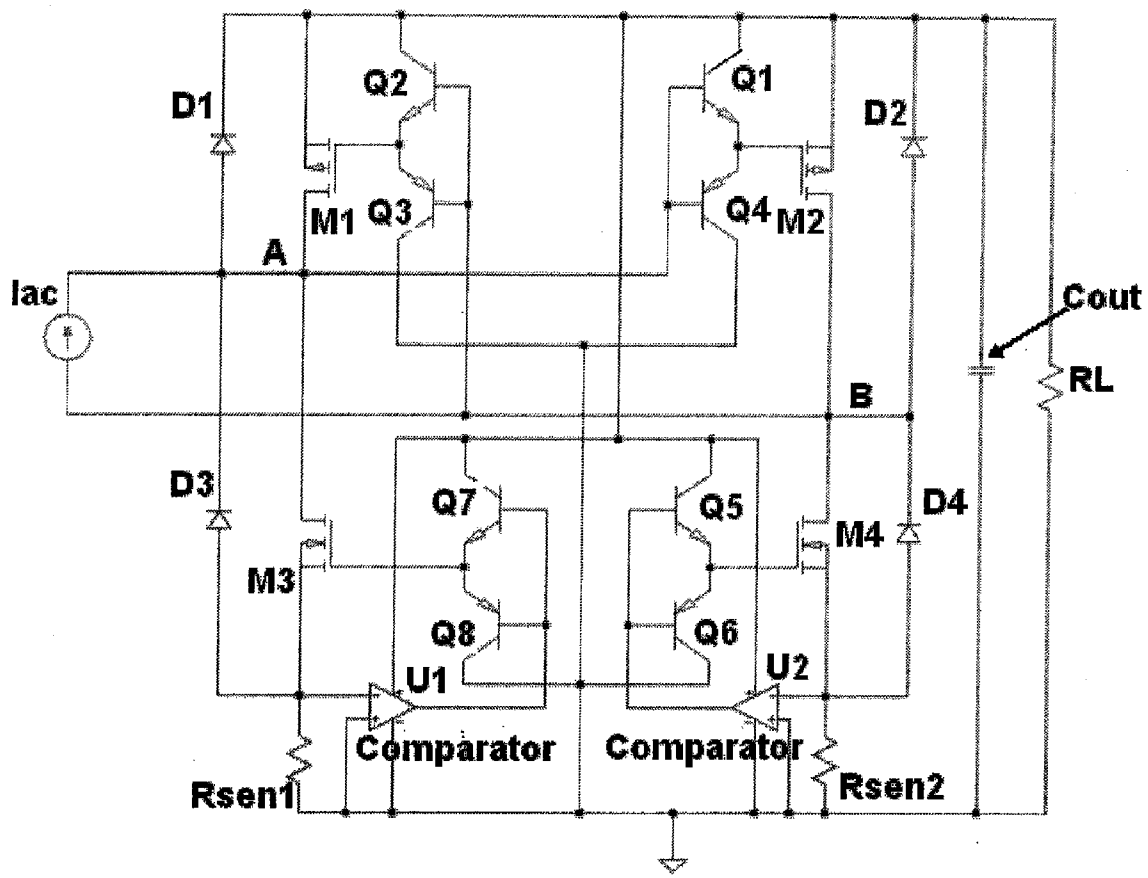 Q2
Q1
D1
D2
Q3
Q4
M1
M2
A
Iac
Cout
RL
B
D3
Q7
Q5
D4
M4
M3
Q8
Q6
U1
U2
Comparator
Comparator
Rsen1
Rsen2